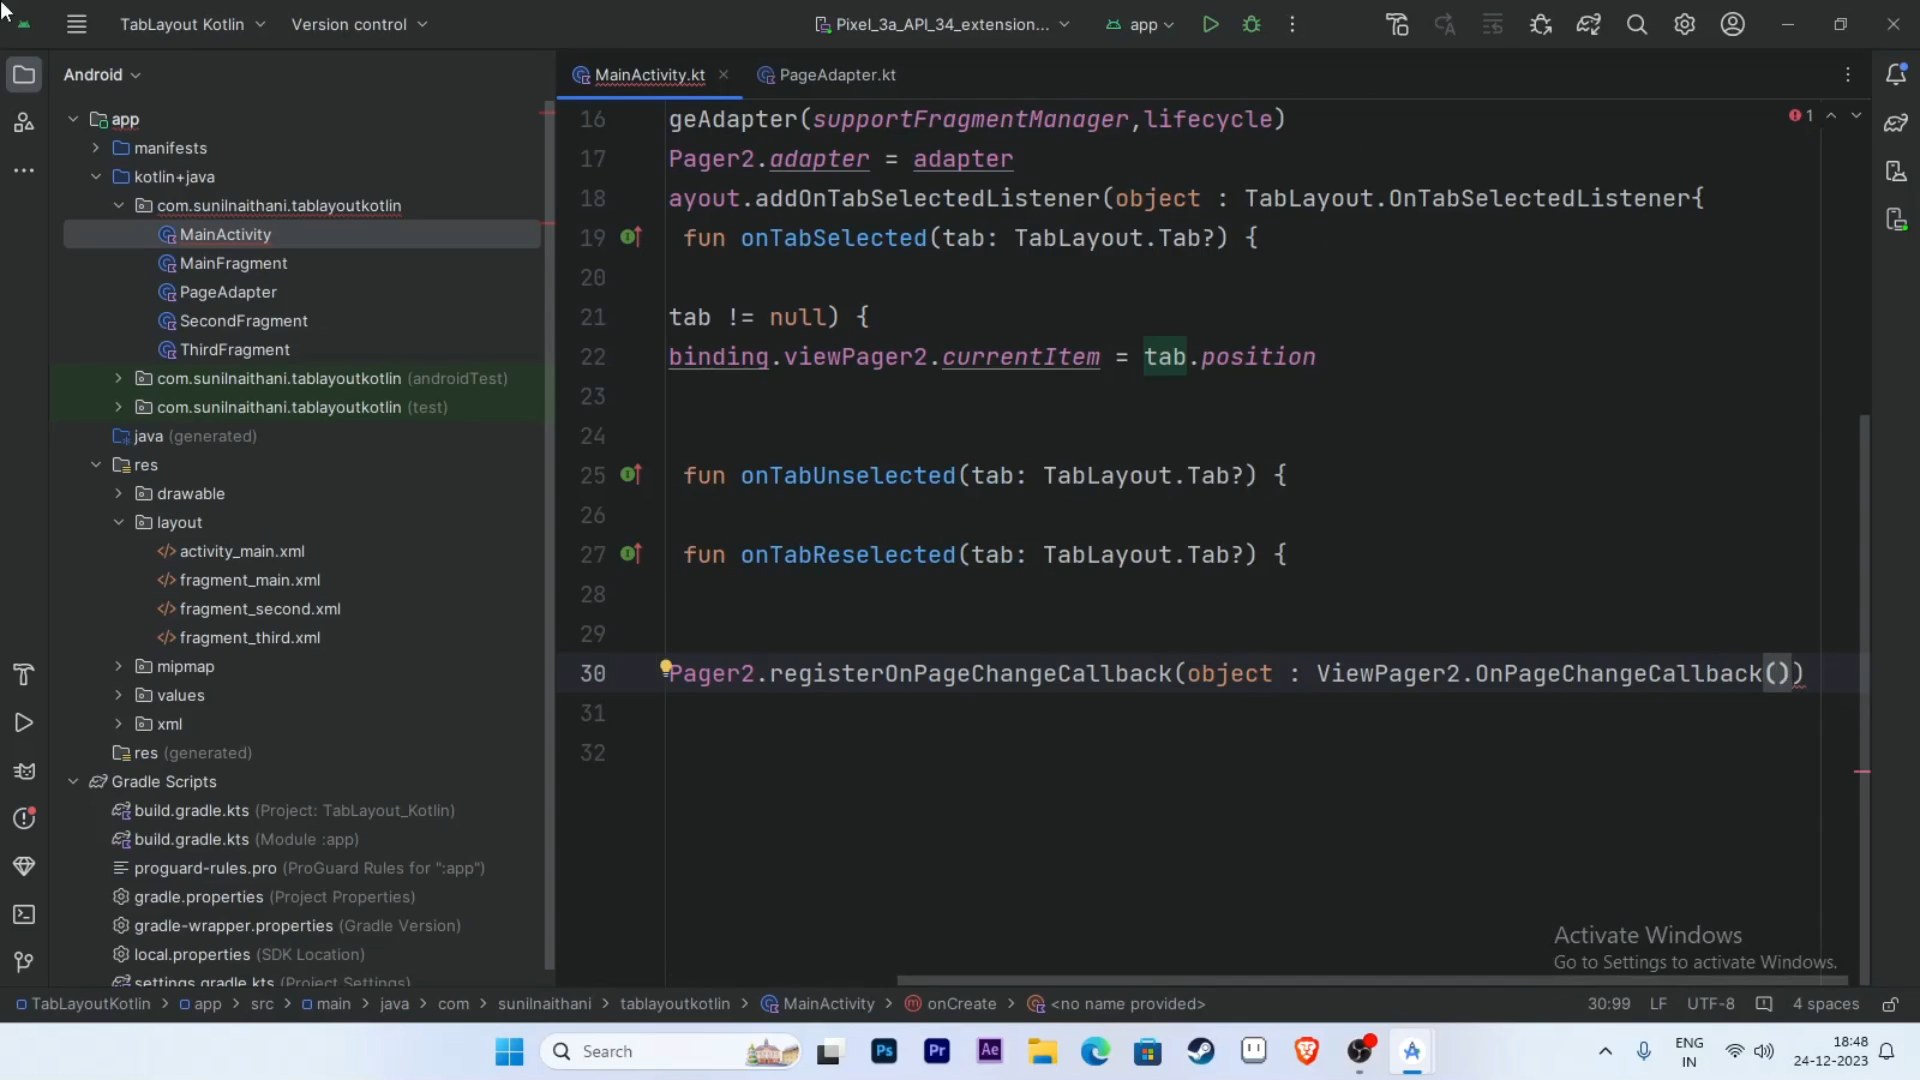 TabLayout Kotlin
Version control
Pixel_3a_API_34_extension...
app
Android
MainActivity.kt
PageAdapter.kt
app
manifests
kotlin+java
com.sunilnaithani.tablayoutkotlin
MainActivity
MainFragment
PageAdapter
SecondFragment
ThirdFragment
com.sunilnaithani.tablayoutkotlin (androidTest)
com.sunilnaithani.tablayoutkotlin (test)
java (generated)
res
drawable
layout
activity_main.xml
fragment_main.xml
fragment_second.xml
fragment_third.xml
mipmap
values
xml
res (generated)
Gradle Scripts
build.gradle.kts (Project: TabLayout_Kotlin)
build.gradle.kts (Module :app)
proguard-rules.pro (ProGuard Rules for ":app")
gradle.properties (Project Properties)
gradle-wrapper.properties (Gradle Version)
local.properties (SDK Location)
settings.gradle.kts (Project Settings)
16 geAdapter(supportFragmentManager,lifecycle)
1
17 Pager2.adapter = adapter
18 ayout.addOnTabSelectedListener(object : TabLayout.OnTabSelectedListener{
19 fun onTabSelected(tab: TabLayout.Tab?) {
20
21 tab != null) {
22 binding.viewPager2.currentItem = tab.position
23
24
25 fun onTabUnselected(tab: TabLayout.Tab?) {
26
27 fun onTabReselected(tab: TabLayout.Tab?) {
28
29
30 Pager2.registerOnPageChangeCallback(object : ViewPager2.OnPageChangeCallback())
31
32
Activate Windows
Go to Settings to activate Windows.
TabLayoutKotlin > app > src > main > java > com > sunilnaithani > tablayoutkotlin > MainActivity > onCreate > <no name provided>
30:99 LF UTF-8 4 spaces
Search
Ps
Pr
Ae
ENG
IN
18:48
24-12-2023